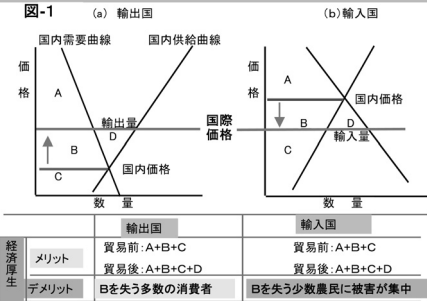 図-1
(a) 輸出国
(b)輸入国
国内需要曲線
国内供給曲線
価格
A
輸出量
D
B
国内価格
C
数 量
国際価格
価格
A
国内価格
B
D
輸入量
C
数 量
輸出国
輸入国
経済厚生
メリット
貿易前:A+B+C
貿易前:A+B+C
貿易後:A+B+C+D
貿易後:A+B+C+D
デメリット
Bを失う多数の消費者
Bを失う少数農民に被害が集中